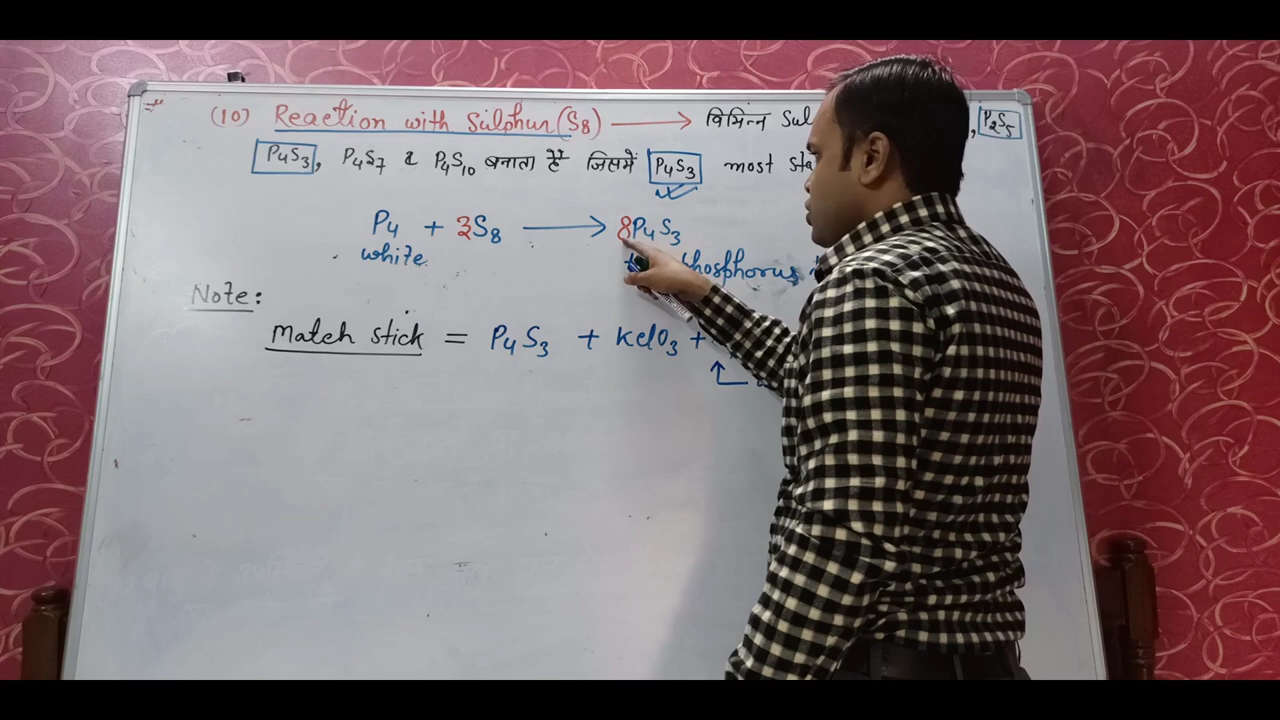 (10) Reaction with Sulphur (S8) ⟶ विभिन्न Sul , P2S5
P4S3, P4S7 & P4S10 बनाता है जिसमें P4S3 most sta
P4 + 3S8 ⟶ 8P4S3
white phosphorus
Note:
Match stick = P4S3 + KClO3 +